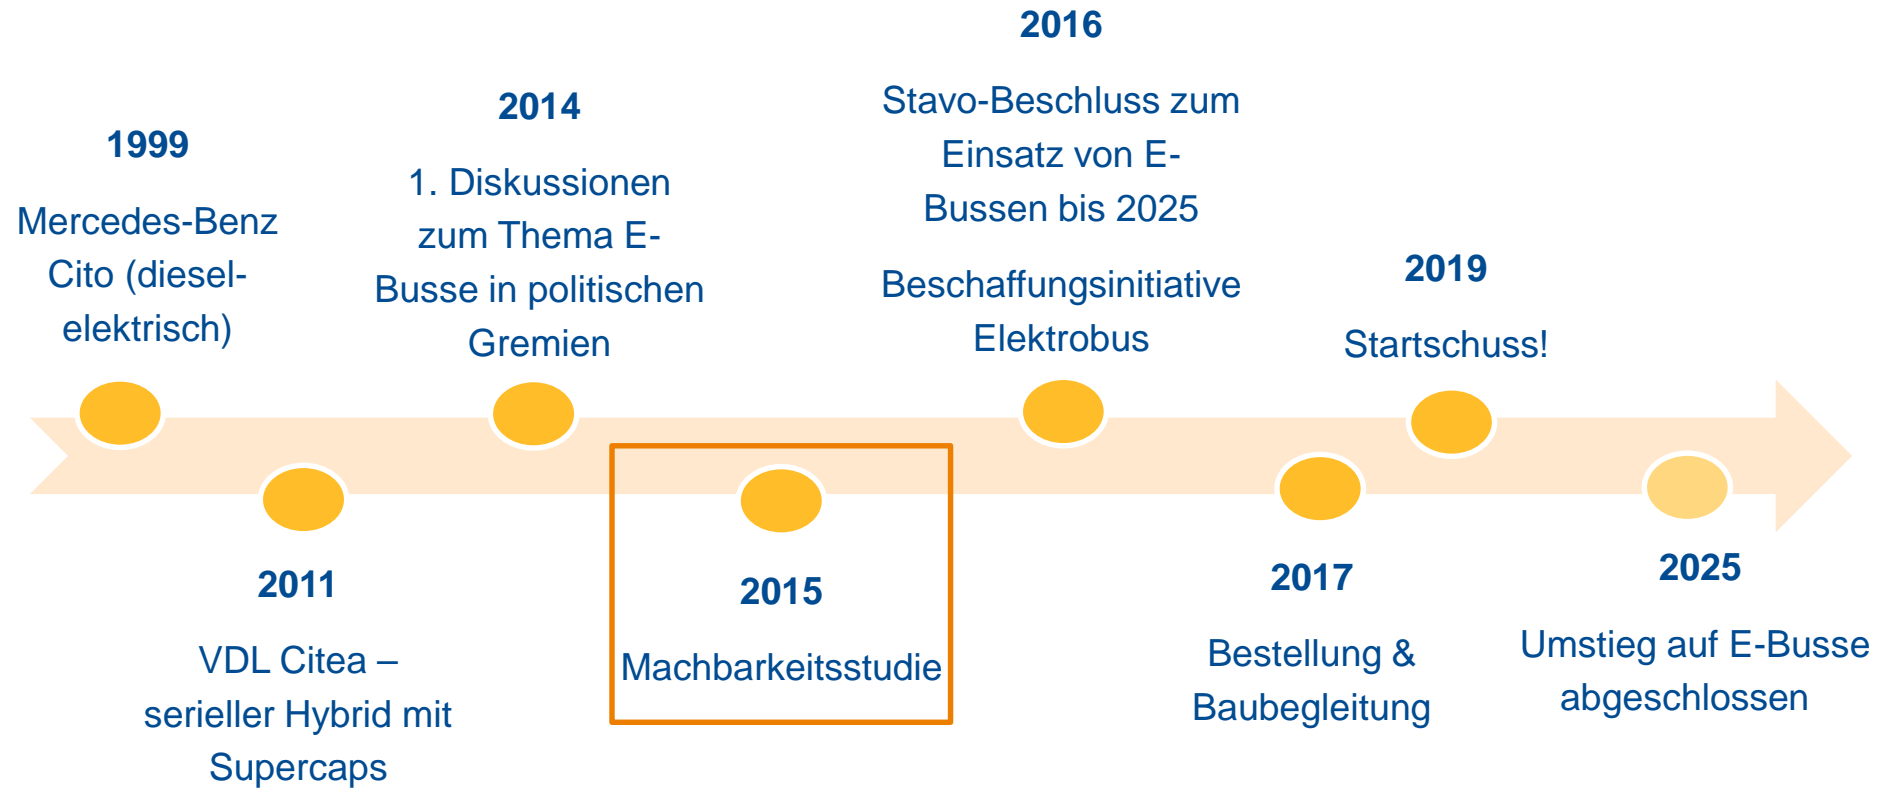 1999
Mercedes-Benz
Cito (diesel-
elektrisch)
2011
VDL Citea –
serieller Hybrid mit
Supercaps
2014
1. Diskussionen
zum Thema E-
Busse in politischen
Gremien
2015
Machbarkeitsstudie
2016
Stavo-Beschluss zum
Einsatz von E-
Bussen bis 2025
Beschaffungsinitiative
Elektrobus
2017
Bestellung &
Baubegleitung
2019
Startschuss!
2025
Umstieg auf E-Busse
abgeschlossen